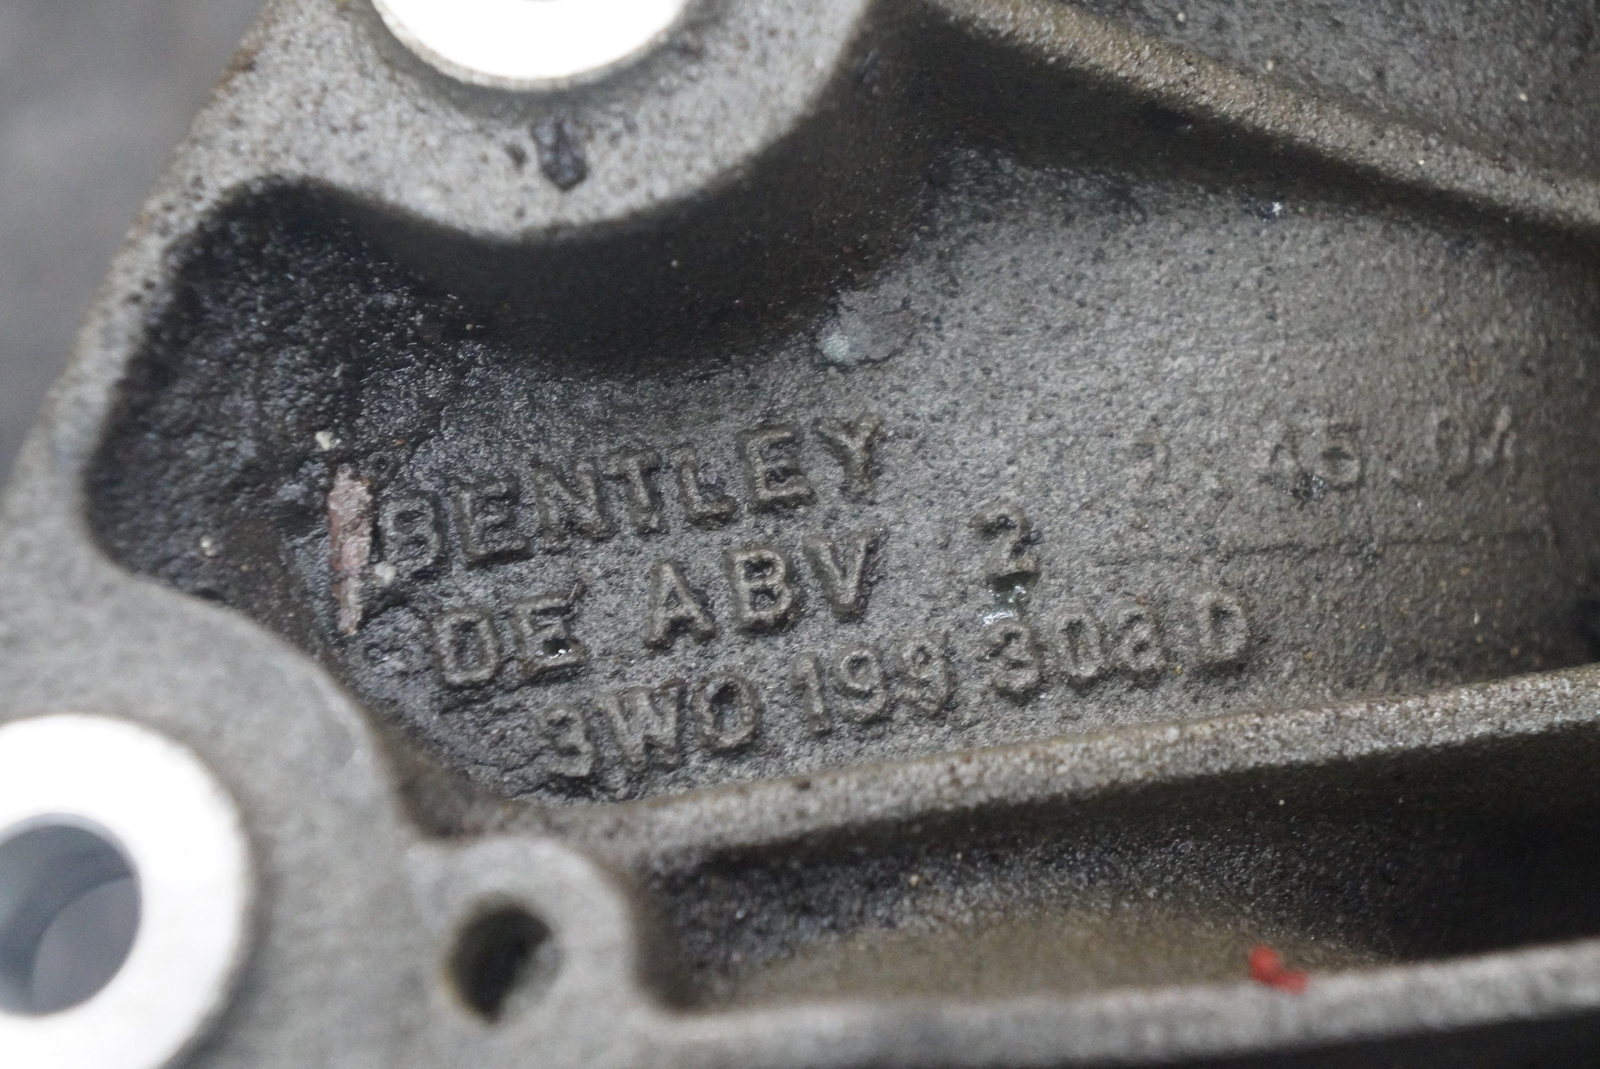 BENTLEY
DE ABV 2
3W0 199 308 D